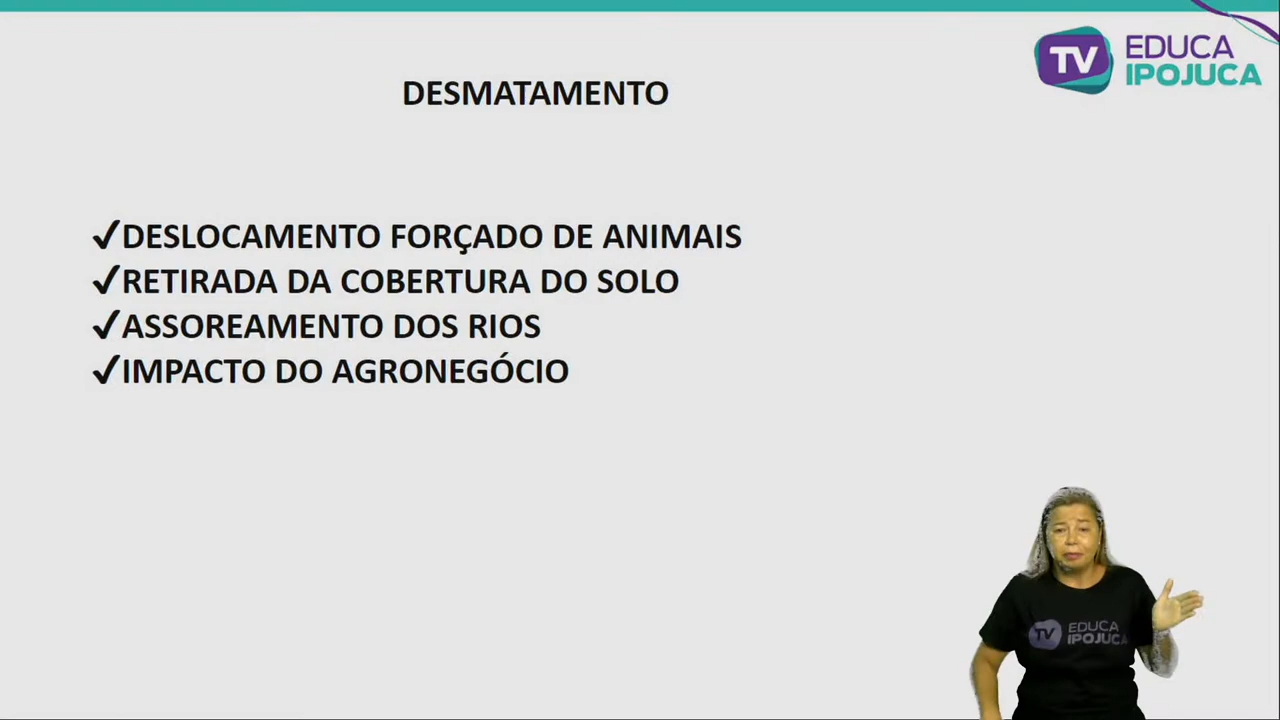 TV EDUCA
IPOJUCA
DESMATAMENTO
✓DESLOCAMENTO FORÇADO DE ANIMAIS
✓RETIRADA DA COBERTURA DO SOLO
✓ASSOREAMENTO DOS RIOS
✓IMPACTO DO AGRONEGÓCIO
TV EDUCA
IPOJUCA